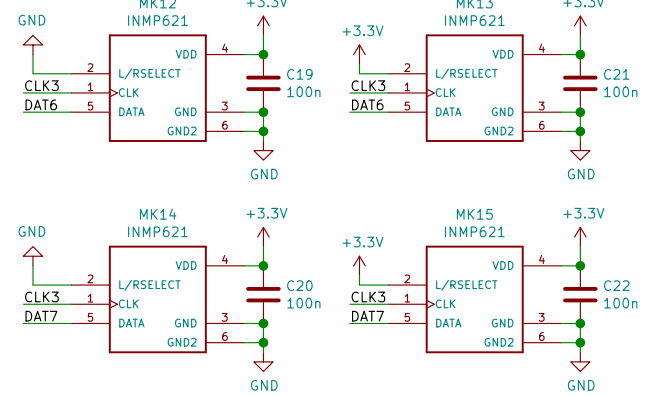 MK12
INMP621
+3.3V
GND
VDD 4
2 L/RSELECT
CLK3 1 CLK
DAT6 5 DATA
GND 3
GND2 6
C19
100n
GND
MK13
INMP621
+3.3V
+3.3V
VDD 4
2 L/RSELECT
CLK3 1 CLK
DAT6 5 DATA
GND 3
GND2 6
C21
100n
GND
MK14
INMP621
+3.3V
GND
VDD 4
2 L/RSELECT
CLK3 1 CLK
DAT7 5 DATA
GND 3
GND2 6
C20
100n
GND
MK15
INMP621
+3.3V
+3.3V
VDD 4
2 L/RSELECT
CLK3 1 CLK
DAT7 5 DATA
GND 3
GND2 6
C22
100n
GND